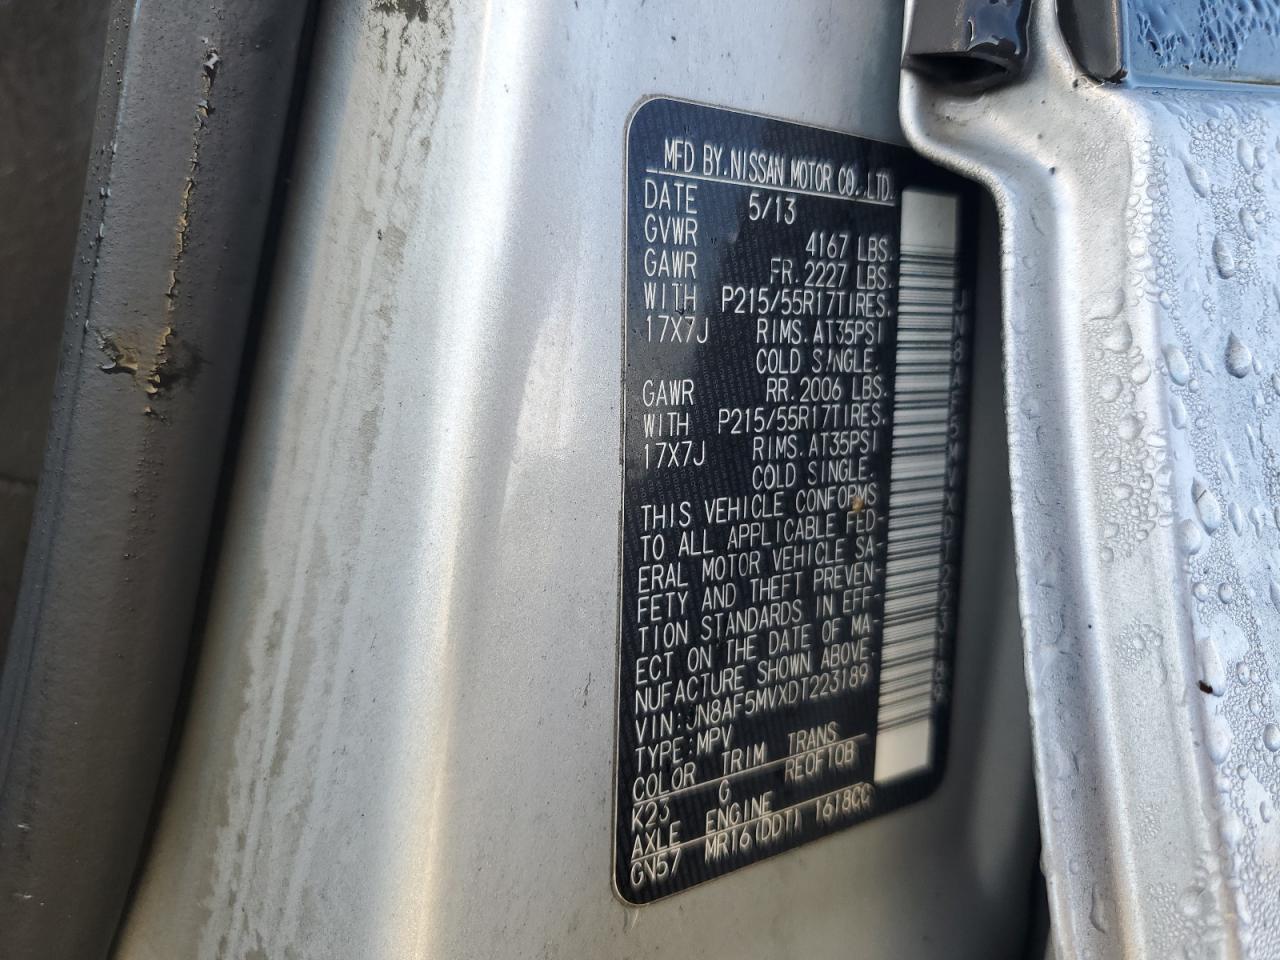 MFD BY.NISSAN MOTOR CO.,LTD.
DATE 5/13
GVWR 4167 LBS.
GAWR FR.2227 LBS.
WITH P215/55R17TIRES.
17X7J RIMS.AT35PSI
COLD SINGLE.
GAWR RR.2006 LBS.
WITH P215/55R17TIRES.
17X7J RIMS.AT35PSI
COLD SINGLE.
THIS VEHICLE CONFORMS
TO ALL APPLICABLE FED-
ERAL MOTOR VEHICLE SA-
FETY AND THEFT PREVEN-
TION STANDARDS IN EFF-
ECT ON THE DATE OF MA-
NUFACTURE SHOWN ABOVE.
VIN:JN8AF5MVXDT223189
TYPE:MPV
COLOR TRIM TRANS
K23 G RE0F10B
AXLE ENGINE
GN57 MR16(DDT) 1618CC
JN8AF5MVXDT223189